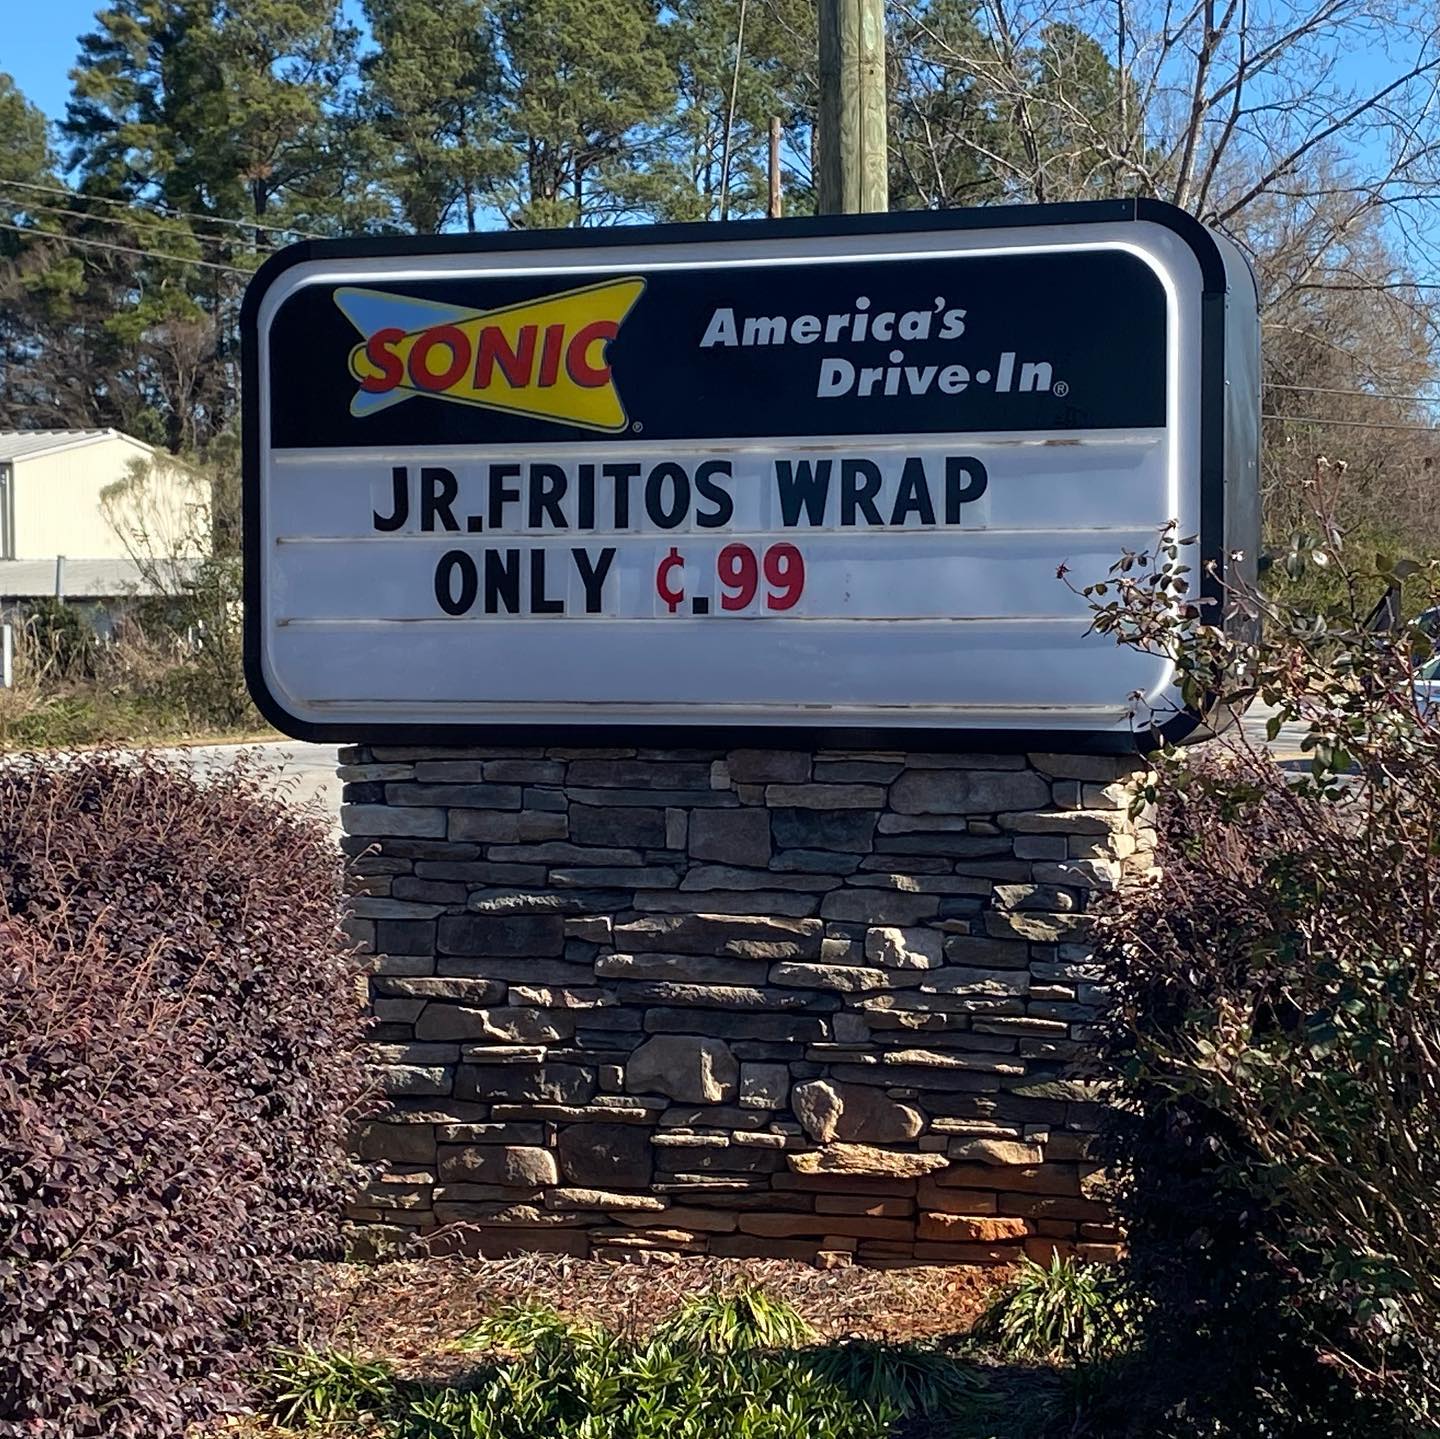 SONIC®
America's
Drive·In®
JR.FRITOS WRAP
ONLY ¢.99